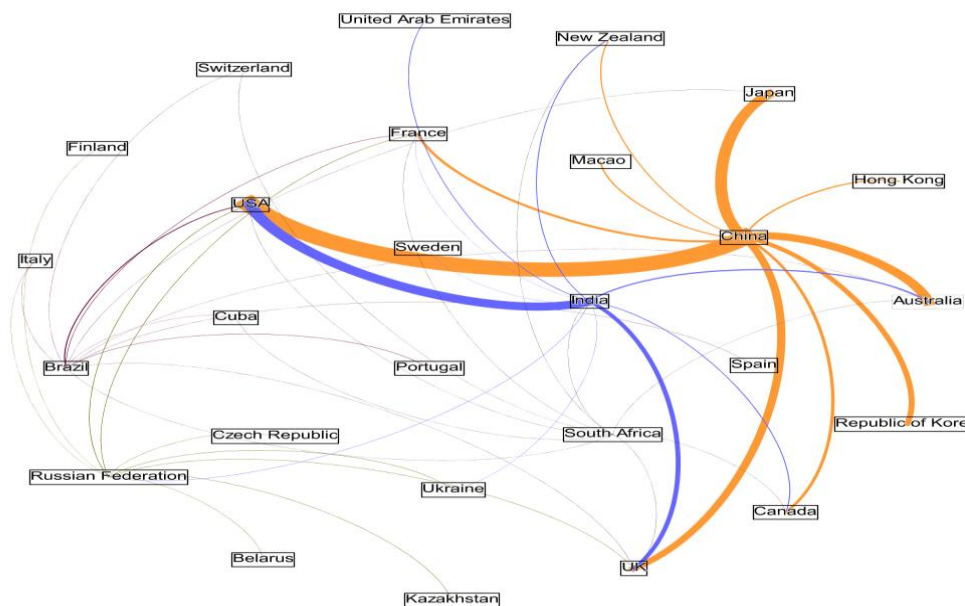 United Arab Emirates
New Zealand
Switzerland
Japan
France
Finland
Macao
Hong Kong
USA
China
Sweden
Italy
India
Australia
Cuba
Brazil
Portugal
Spain
Republic of Kore
Czech Republic
South Africa
Russian Federation
Ukraine
Canada
Belarus
UK
Kazakhstan